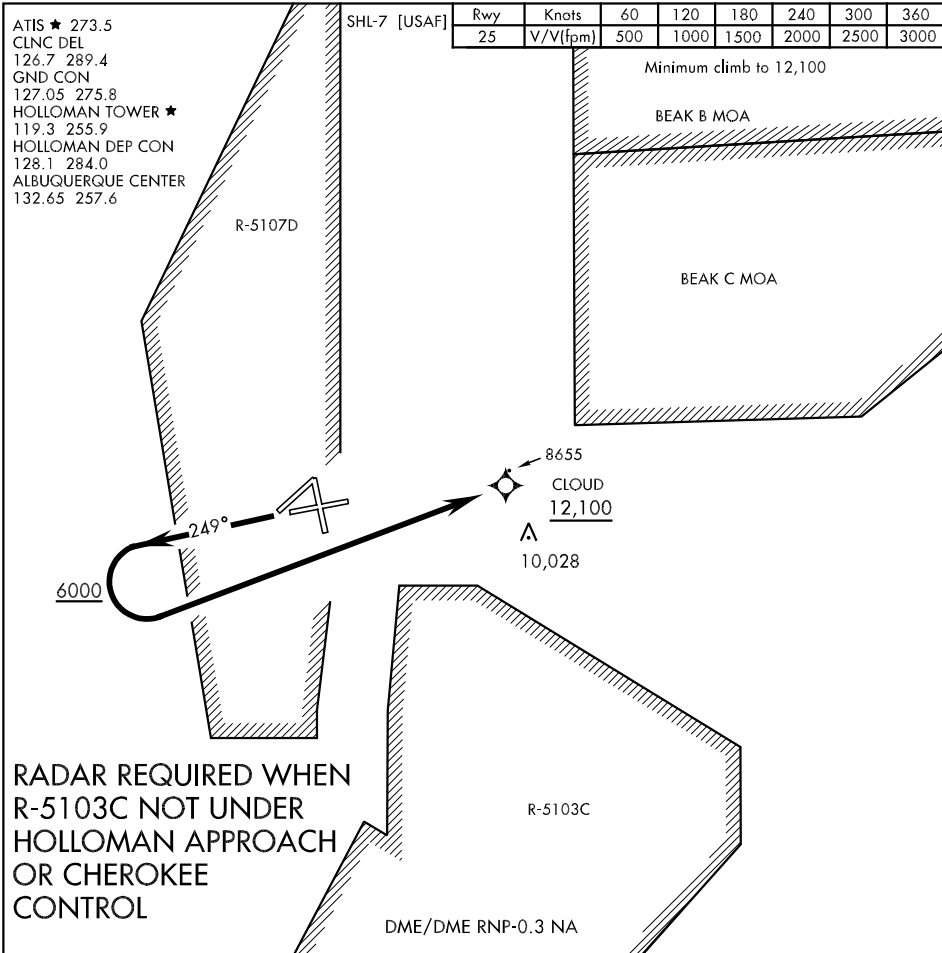 ATIS ★ 273.5
CLNC DEL
126.7 289.4
GND CON
127.05 275.8
HOLLOMAN TOWER ★
119.3 255.9
HOLLOMAN DEP CON
128.1 284.0
ALBUQUERQUE CENTER
132.65 257.6
SHL-7 [USAF]
Rwy Knots 60 120 180 240 300 360
25 V/V(fpm) 500 1000 1500 2000 2500 3000
Minimum climb to 12,100
BEAK B MOA
R-5107D
BEAK C MOA
8655
CLOUD
12,100
249°
10,028
6000
RADAR REQUIRED WHEN
R-5103C NOT UNDER
HOLLOMAN APPROACH
OR CHEROKEE
CONTROL
R-5103C
DME/DME RNP-0.3 NA